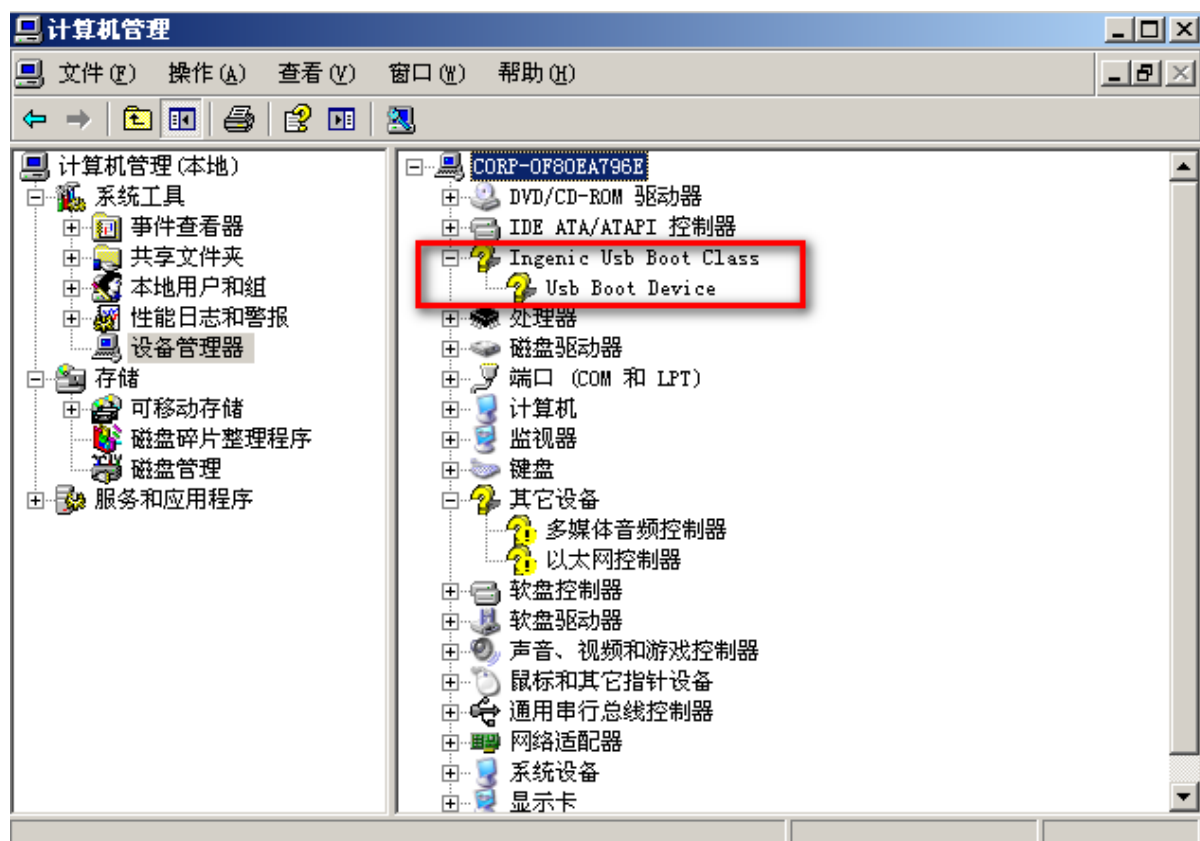 计算机管理
文件(F) 操作(A) 查看(V) 窗口(W) 帮助(H)
计算机管理(本地)
系统工具
事件查看器
共享文件夹
本地用户和组
性能日志和警报
设备管理器
存储
可移动存储
磁盘碎片整理程序
磁盘管理
服务和应用程序
CORP-0F80EA796E
DVD/CD-ROM 驱动器
IDE ATA/ATAPI 控制器
Ingenic Usb Boot Class
Usb Boot Device
处理器
磁盘驱动器
端口 (COM 和 LPT)
计算机
监视器
键盘
其它设备
多媒体音频控制器
以太网控制器
软盘控制器
软盘驱动器
声音、视频和游戏控制器
鼠标和其它指针设备
通用串行总线控制器
网络适配器
系统设备
显示卡